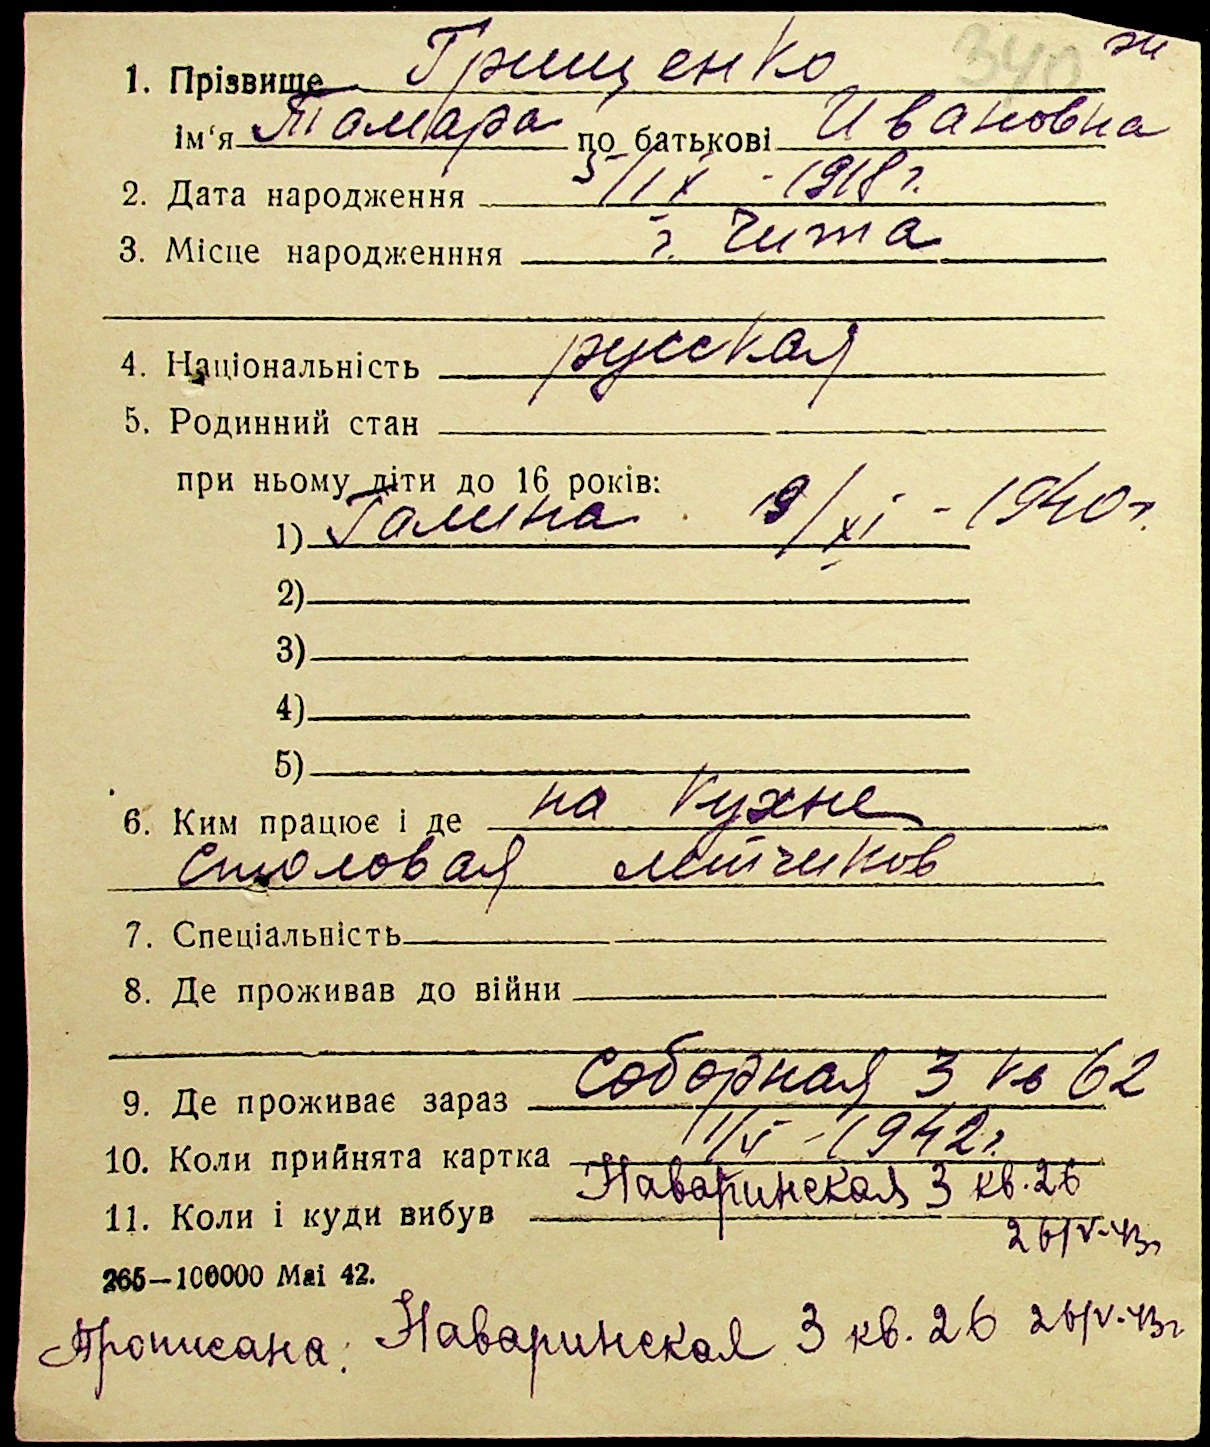 340 ж
1. Прізвище Грищенко
ім'я Тамара по батькові Ивановна
2. Дата народження 5/IX - 1918 г.
3. Місце народженння г. Чита
4. Національність русская
5. Родинний стан
при ньому діти до 16 років:
1) Галина 9/XI - 1940 г.
2)
3)
4)
5)
6. Ким працює і де на кухне
столовая летчиков
7. Спеціальність
8. Де проживав до війни
9. Де проживає зараз Соборная 3 кв 62
10. Коли прийнята картка 1/V - 1942 г.
11. Коли і куди вибув Наваринская 3 кв. 26
26/V-43г
265—100000 Маі 42.
Прописана: Наваринская 3 кв. 26 26/V-43г